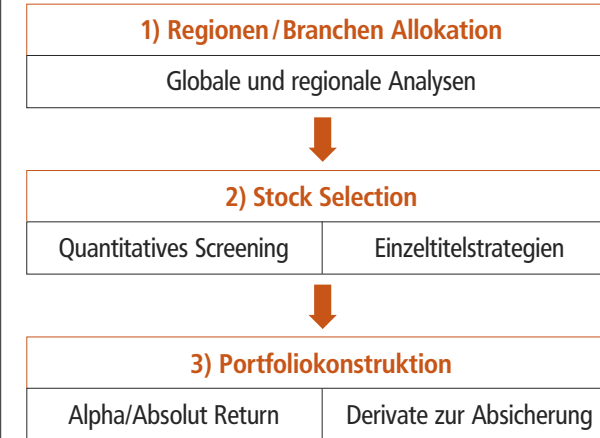 1) Regionen/Branchen Allokation
Globale und regionale Analysen
2) Stock Selection
Quantitatives Screening
Einzeltitelstrategien
3) Portfoliokonstruktion
Alpha/Absolut Return
Derivate zur Absicherung